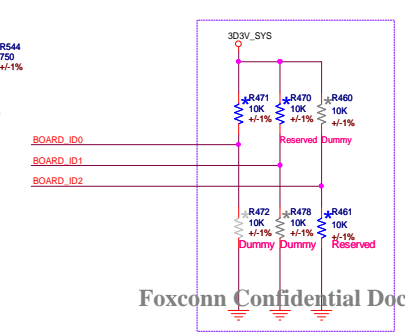 3D3V_SYS
R544
750
+/-1%
R471
10K
+/-1%
R470
10K
+/-1%
R460
10K
+/-1%
Reserved Dummy
BOARD_ID0
BOARD_ID1
BOARD_ID2
R472
10K
+/-1%
Dummy
R478
10K
+/-1%
Dummy
R461
10K
+/-1%
Reserved
Foxconn Confidential Doc